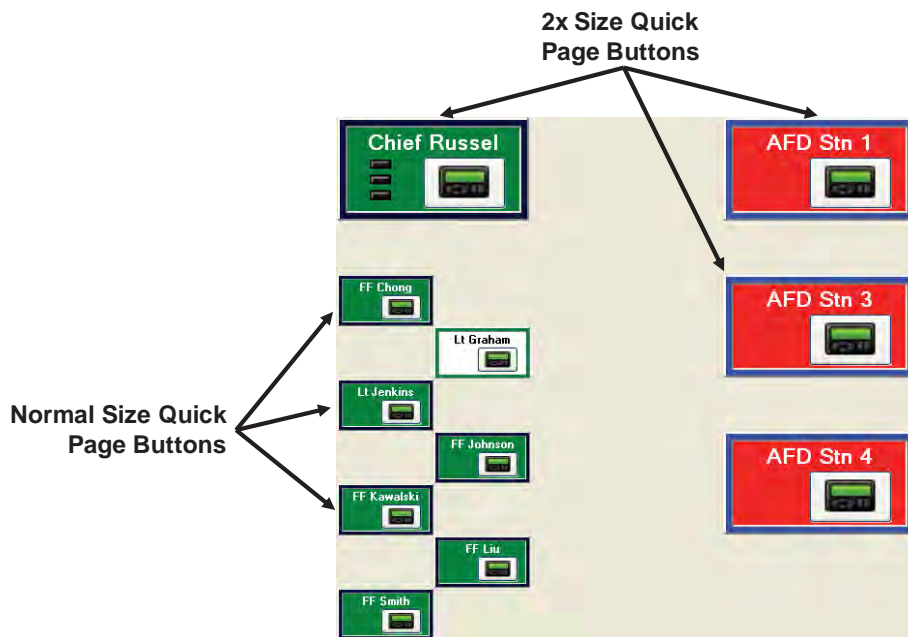 2x Size Quick
Page Buttons
Chief Russel
AFD Stn 1
FF Chong
AFD Stn 3
Lt Graham
Lt Jenkins
Normal Size Quick
Page Buttons
FF Johnson
AFD Stn 4
FF Kawalski
FF Liu
FF Smith